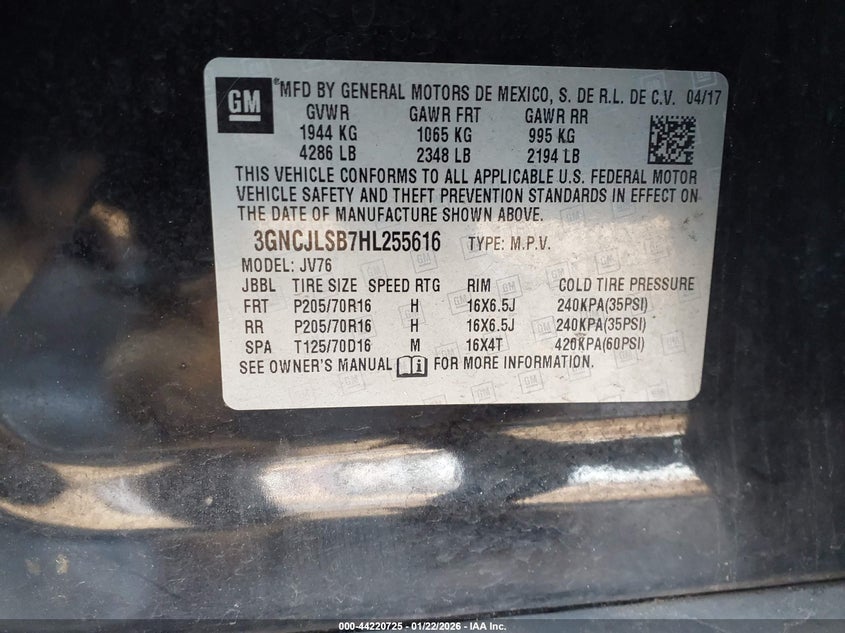 GM
MFD BY GENERAL MOTORS DE MEXICO, S. DE R.L. DE C.V. 04/17
GVWR GAWR FRT GAWR RR
1944 KG 1065 KG 995 KG
4286 LB 2348 LB 2194 LB
THIS VEHICLE CONFORMS TO ALL APPLICABLE U.S. FEDERAL MOTOR
VEHICLE SAFETY AND THEFT PREVENTION STANDARDS IN EFFECT ON
THE DATE OF MANUFACTURE SHOWN ABOVE.
3GNCJLSB7HL255616 TYPE: M.P.V.
MODEL: JV76
JBBL TIRE SIZE SPEED RTG RIM COLD TIRE PRESSURE
FRT P205/70R16 H 16X6.5J 240KPA(35PSI)
RR P205/70R16 H 16X6.5J 240KPA(35PSI)
SPA T125/70D16 M 16X4T 420KPA(60PSI)
SEE OWNER'S MANUAL FOR MORE INFORMATION.
000-44220725 - 01/22/2026 - IAA Inc.